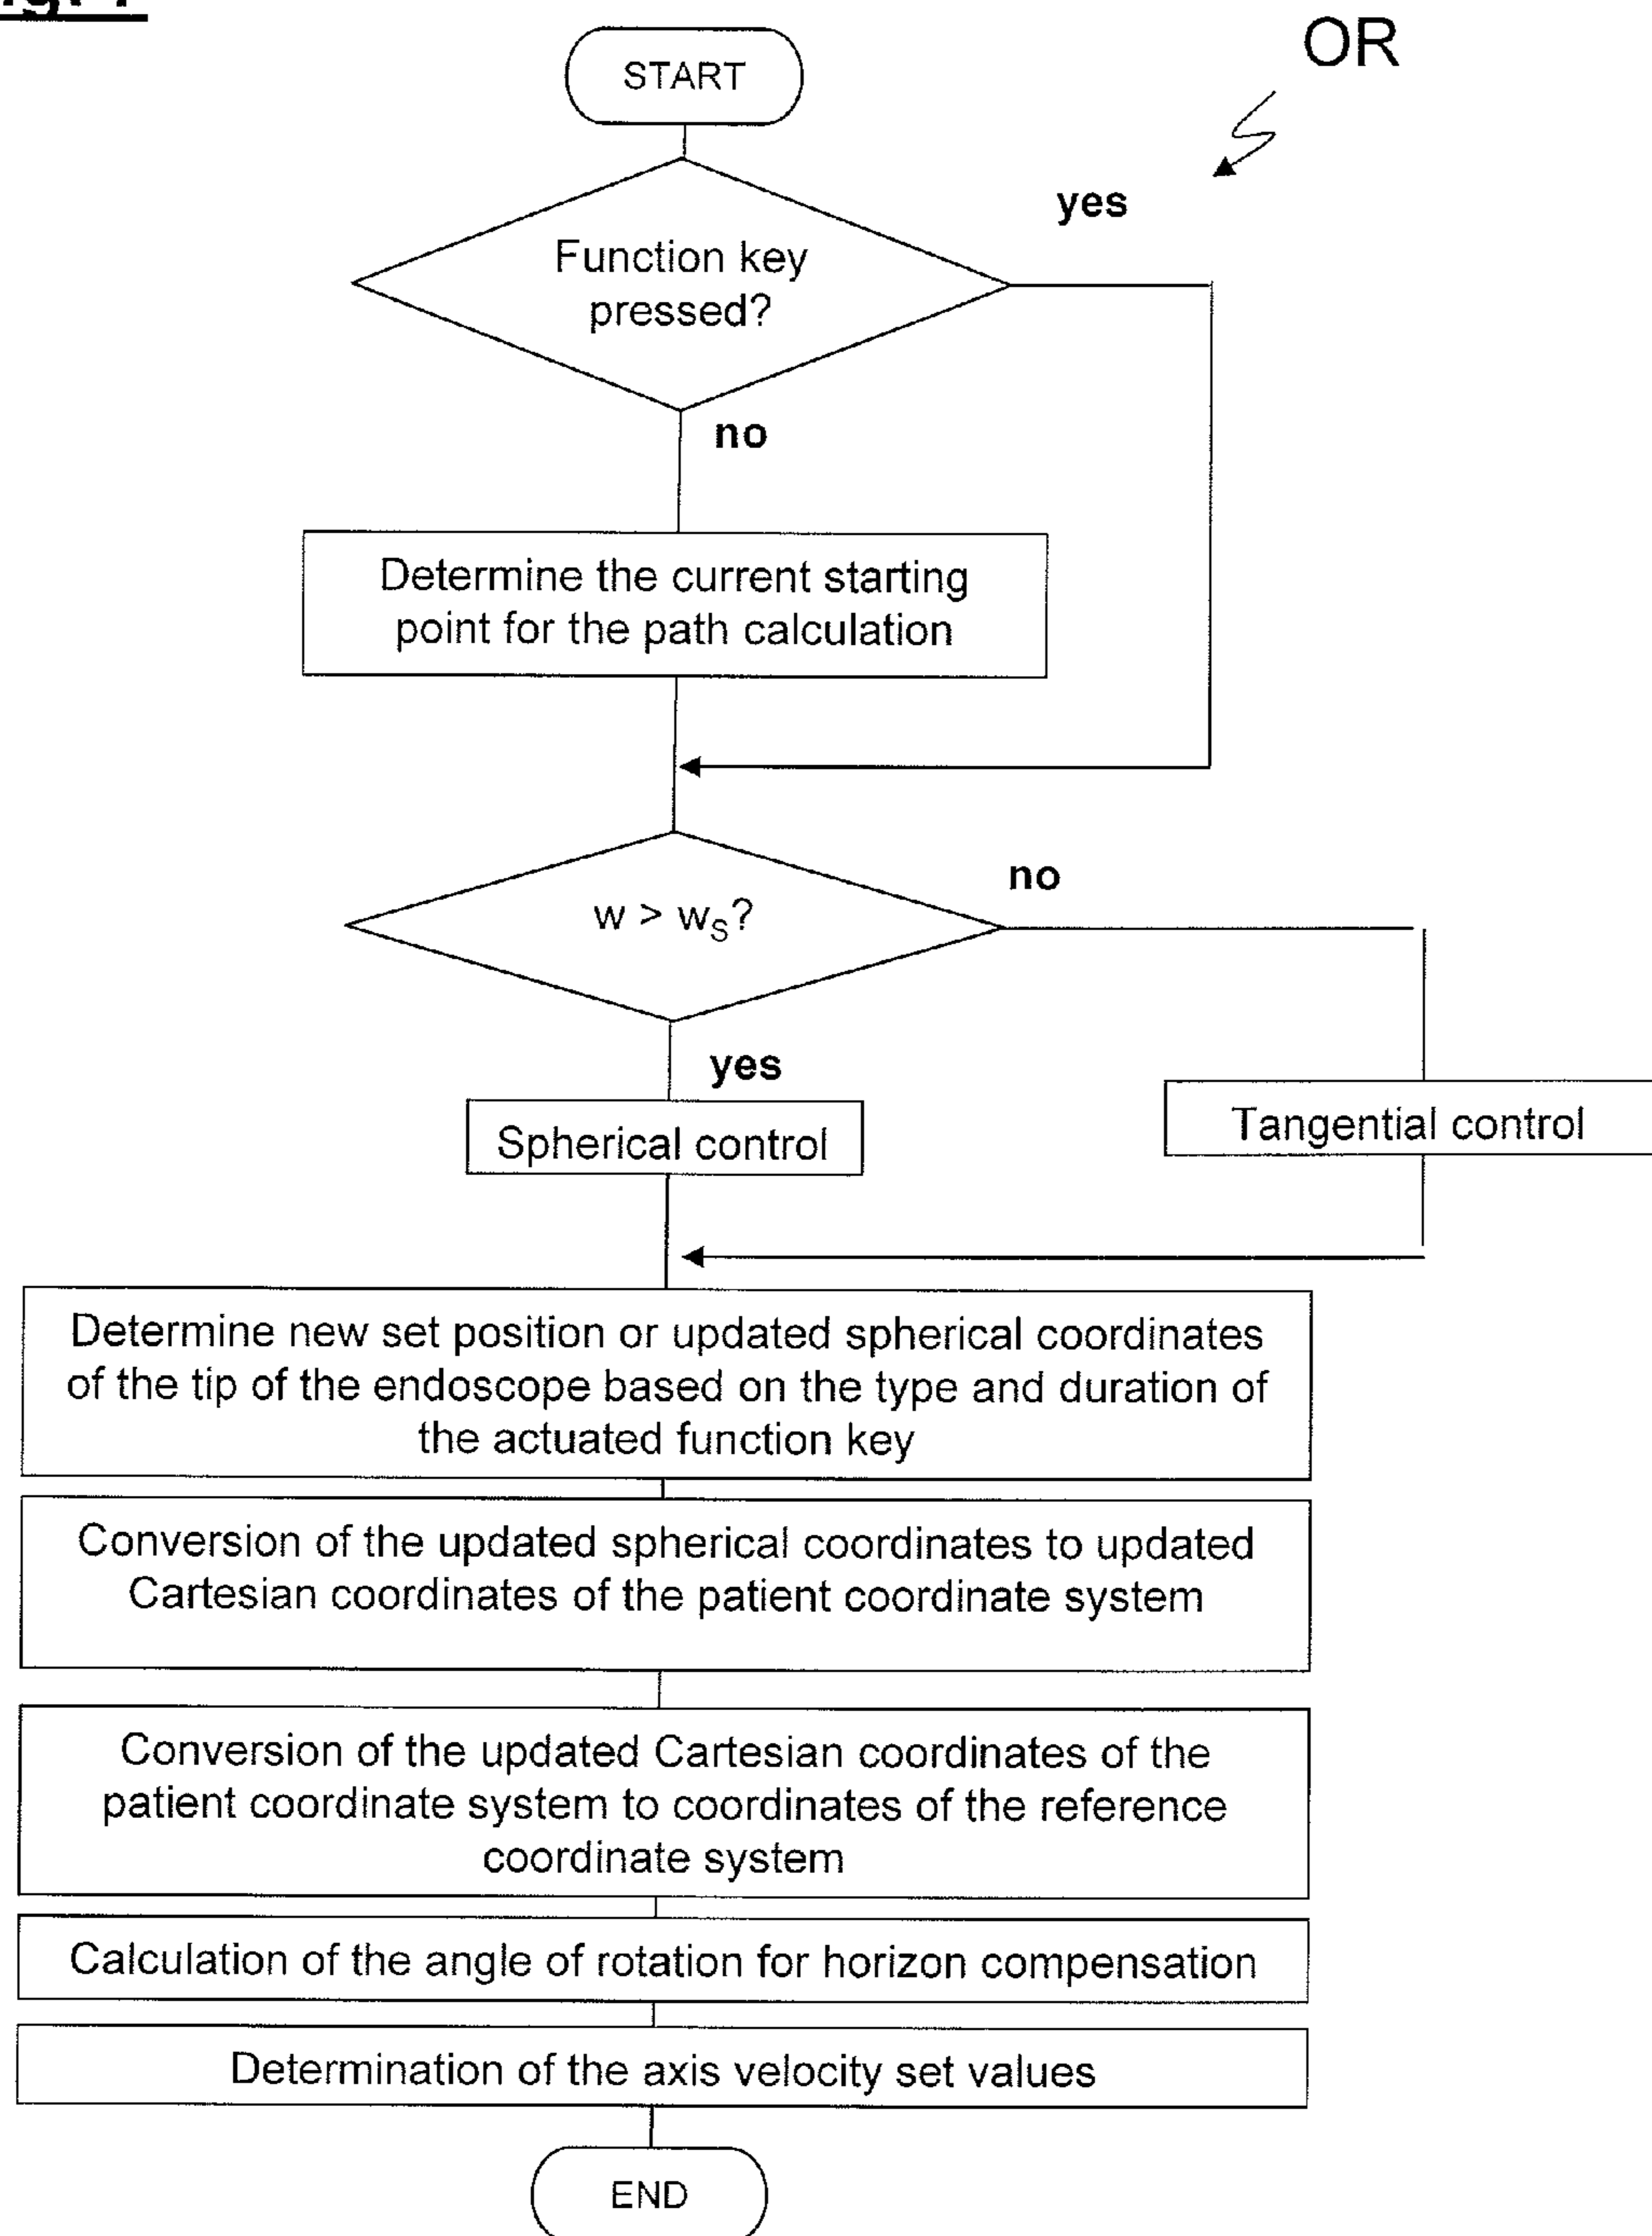 OR
START
yes
Function key
pressed?
no
Determine the current starting
point for the path calculation
no
w > wS?
yes
Spherical control
Tangential control
Determine new set position or updated spherical coordinates
of the tip of the endoscope based on the type and duration of
the actuated function key
Conversion of the updated spherical coordinates to updated
Cartesian coordinates of the patient coordinate system
Conversion of the updated Cartesian coordinates of the
patient coordinate system to coordinates of the reference
coordinate system
Calculation of the angle of rotation for horizon compensation
Determination of the axis velocity set values
END